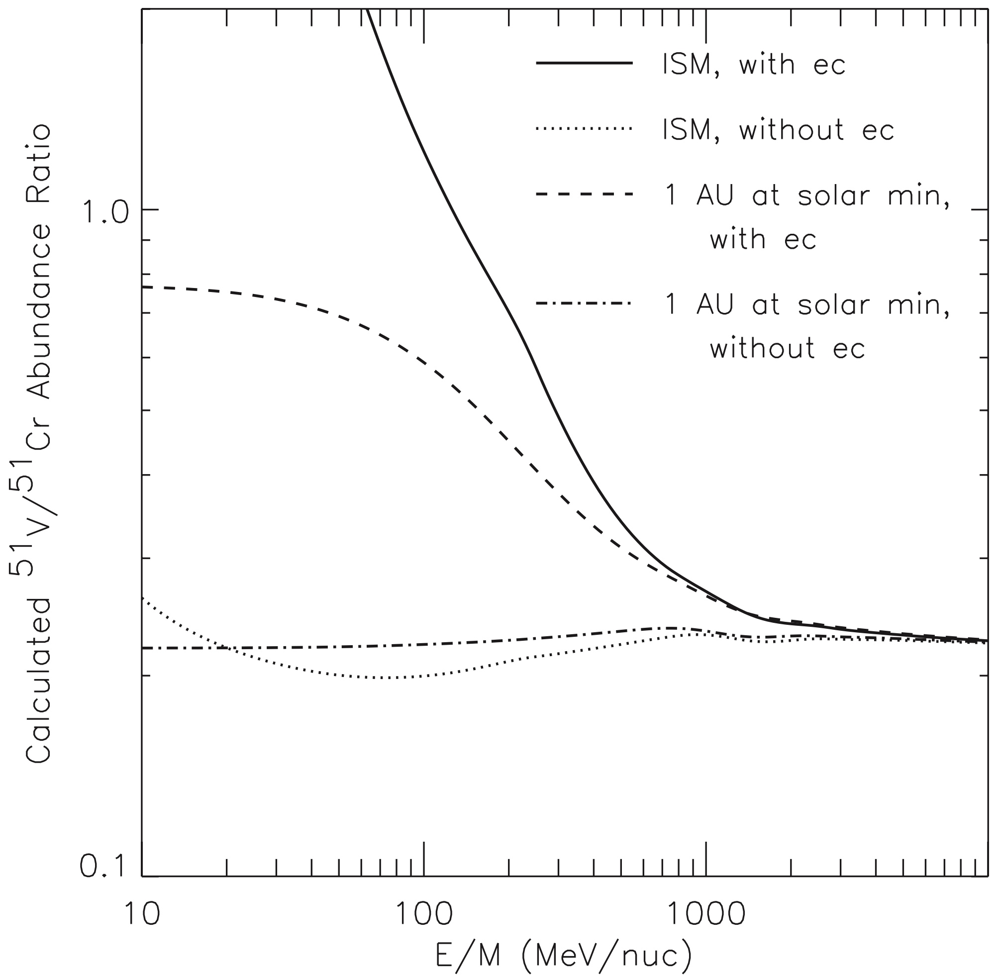 ISM, with ec
ISM, without ec
1 AU at solar min,
with ec
1 AU at solar min,
without ec
Calculated 51V/51Cr Abundance Ratio
1.0
0.1
10 100 1000
E/M (MeV/nuc)